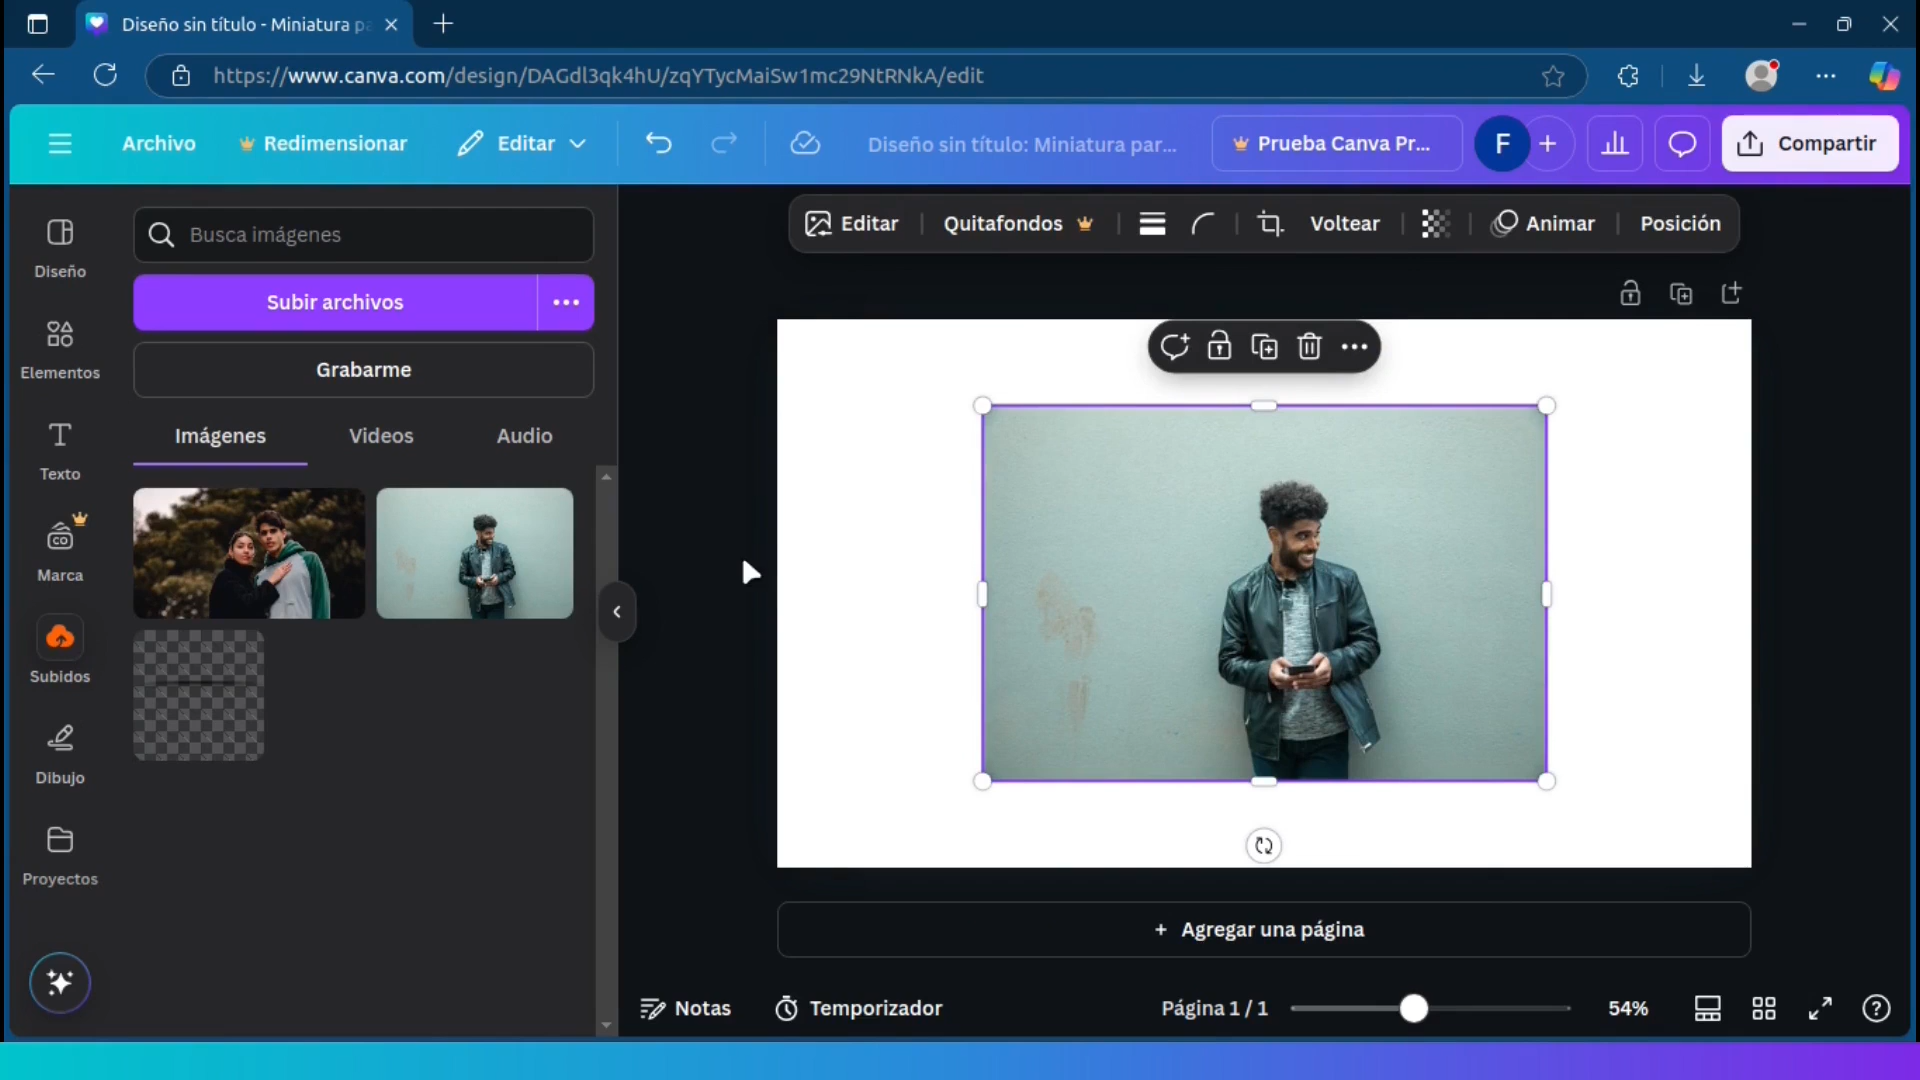 Diseño sin título - Miniatura pa
https://www.canva.com/design/DAGdl3qk4hU/zqYTycMaiSw1mc29NtRNkA/edit
Archivo
Redimensionar
Editar
Diseño sin título: Miniatura par...
Prueba Canva Pr...
F
Compartir
Diseño
Elementos
Texto
Marca
Subidos
Dibujo
Proyectos
Busca imágenes
Subir archivos
Grabarme
Imágenes
Videos
Audio
Editar
Quitafondos
Voltear
Animar
Posición
+ Agregar una página
Notas
Temporizador
Página 1 / 1
54%